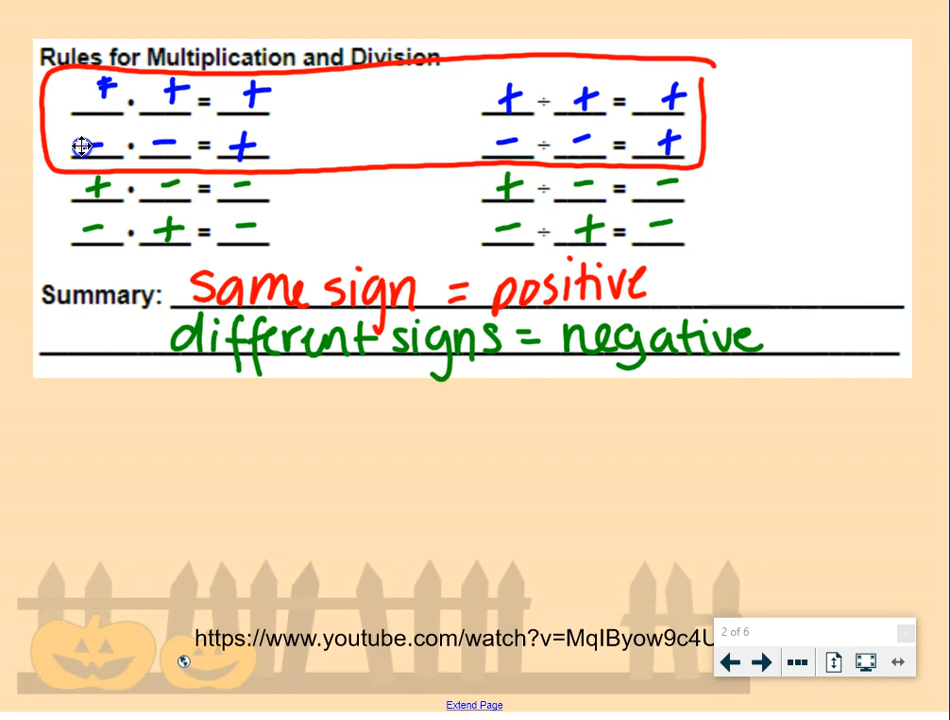 Rules for Multiplication and Division
+ · + = + + ÷ + = +
- · - = + - ÷ - = +
+ · - = - + ÷ - = -
- · + = - - ÷ + = -
Summary: same sign = positive
different signs = negative
https://www.youtube.com/watch?v=MqIByow9c4U
2 of 6
Extend Page